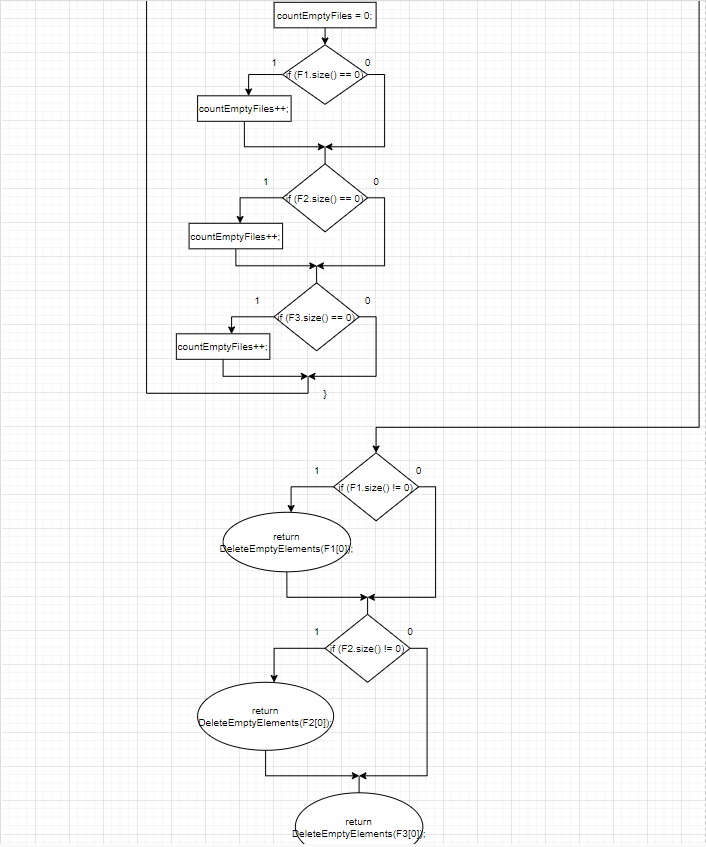 countEmptyFiles = 0;
1
0
if (F1.size() == 0)
countEmptyFiles++;
1
0
if (F2.size() == 0)
countEmptyFiles++;
1
0
if (F3.size() == 0)
countEmptyFiles++;
}
1
0
if (F1.size() != 0)
return
DeleteEmptyElements(F1[0]);
1
0
if (F2.size() != 0)
return
DeleteEmptyElements(F2[0]);
return
DeleteEmptyElements(F3[0]);